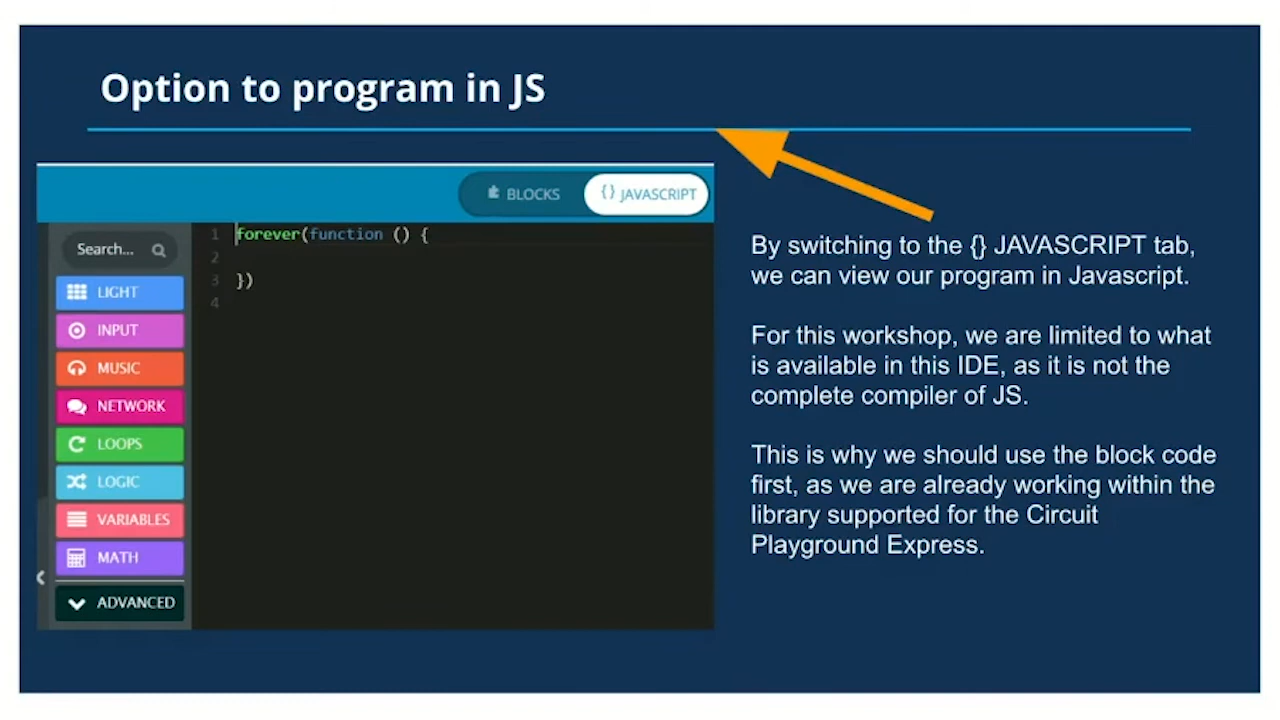 Option to program in JS
BLOCKS
{} JAVASCRIPT
Search...
LIGHT
INPUT
MUSIC
NETWORK
LOOPS
LOGIC
VARIABLES
MATH
ADVANCED
1 forever(function () {
2
3 })
4
By switching to the {} JAVASCRIPT tab,
we can view our program in Javascript.
For this workshop, we are limited to what
is available in this IDE, as it is not the
complete compiler of JS.
This is why we should use the block code
first, as we are already working within the
library supported for the Circuit
Playground Express.